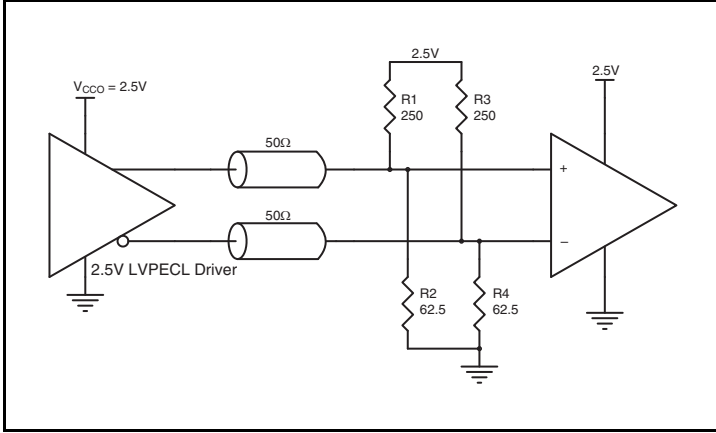 2.5V
V_CCO = 2.5V
2.5V
R1
250
R3
250
50Ω
+
50Ω
–
2.5V LVPECL Driver
R2
62.5
R4
62.5